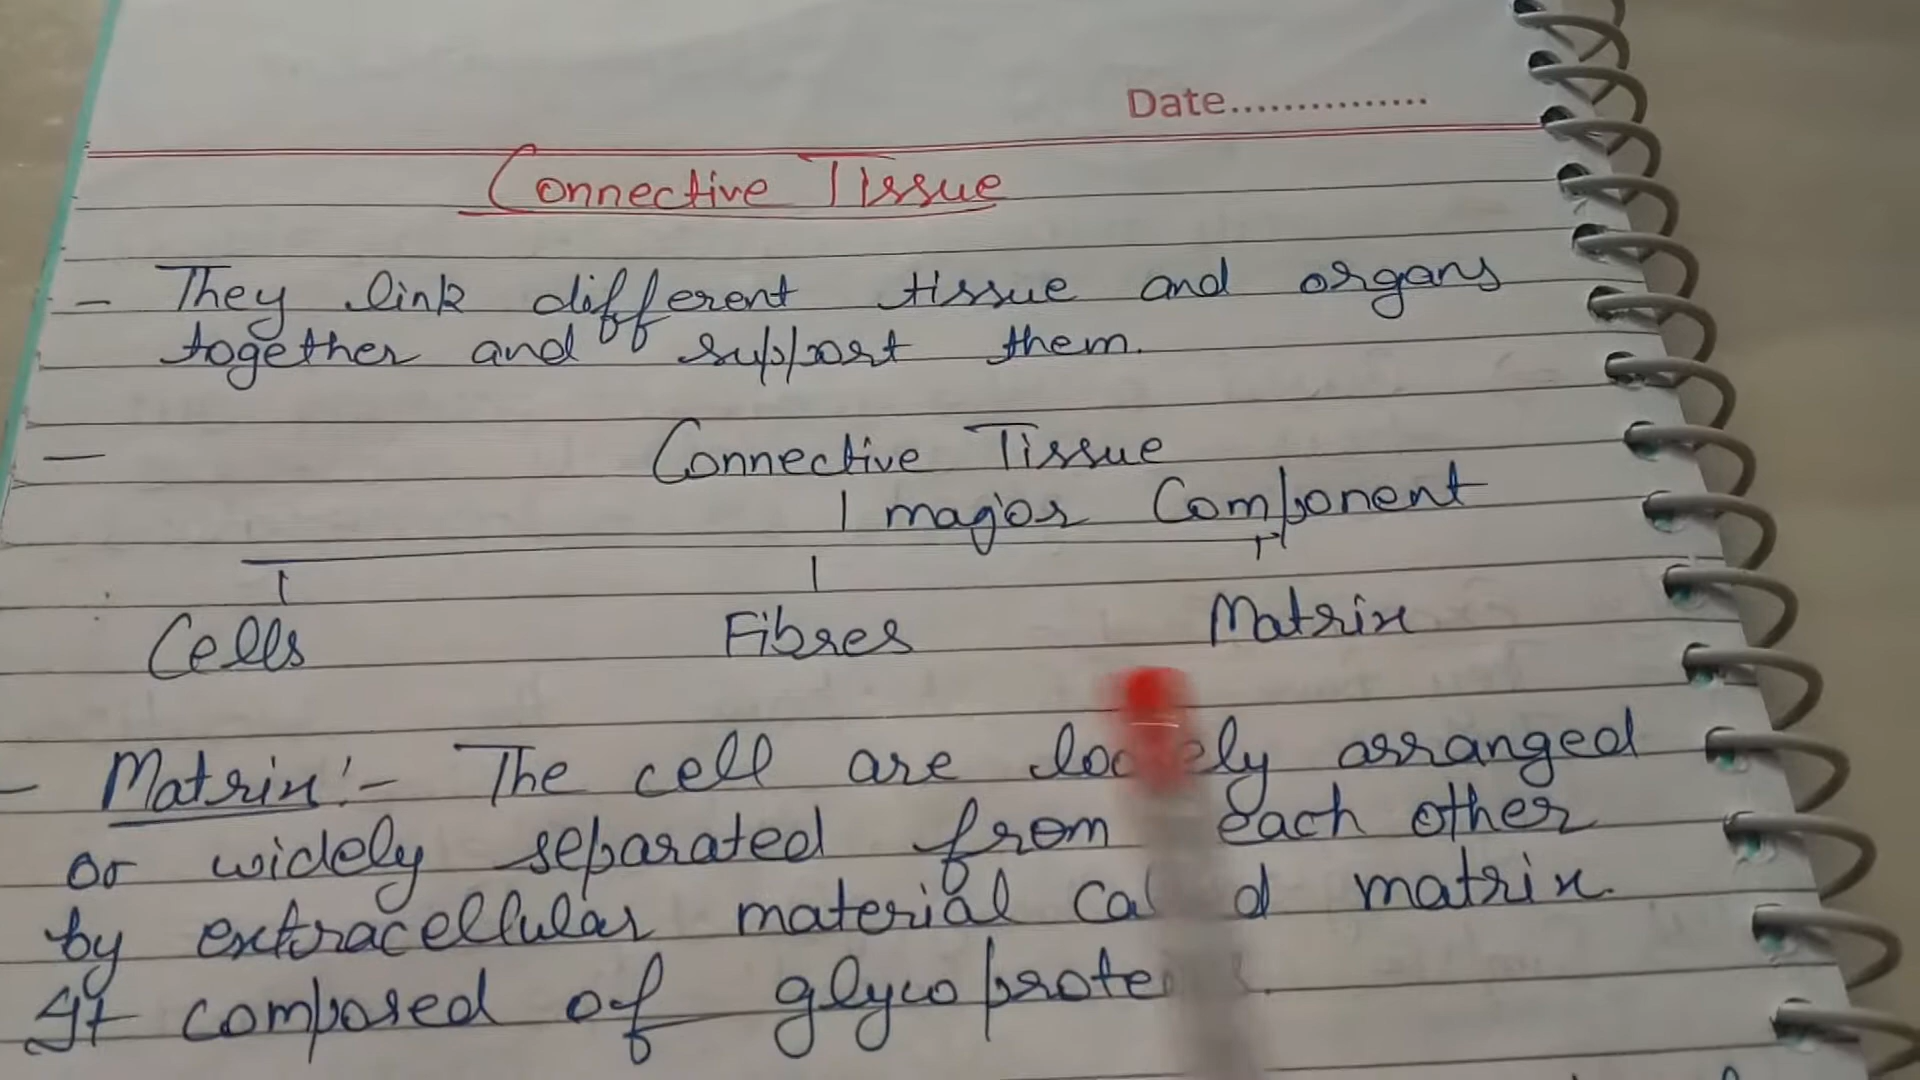 Date...............
Connective Tissue
- They link different tissue and organs
together and support them.
- Connective Tissue
major Component
Cells Fibres Matrix
- Matrix:- The cell are loosely arranged
or widely separated from each other
by extracellular material called matrix.
It composed of